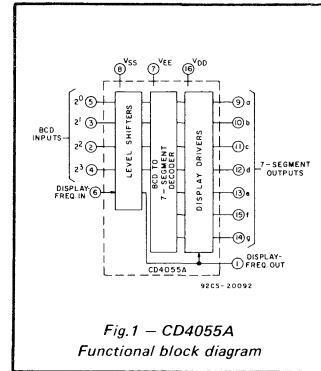 VSS VEE VDD
8 7 16
2⁰ 5
2¹ 3
2² 2
2³ 4
BCD INPUTS
DISPLAY-FREQ. IN
6
LEVEL SHIFTERS
BCD TO 7-SEGMENT DECODER
DISPLAY DRIVERS
9 a
10 b
11 c
12 d
13 e
15 f
14 g
7-SEGMENT OUTPUTS
1 DISPLAY-FREQ. OUT
CD4055A
92CS-20092
Fig.1 – CD4055A
Functional block diagram